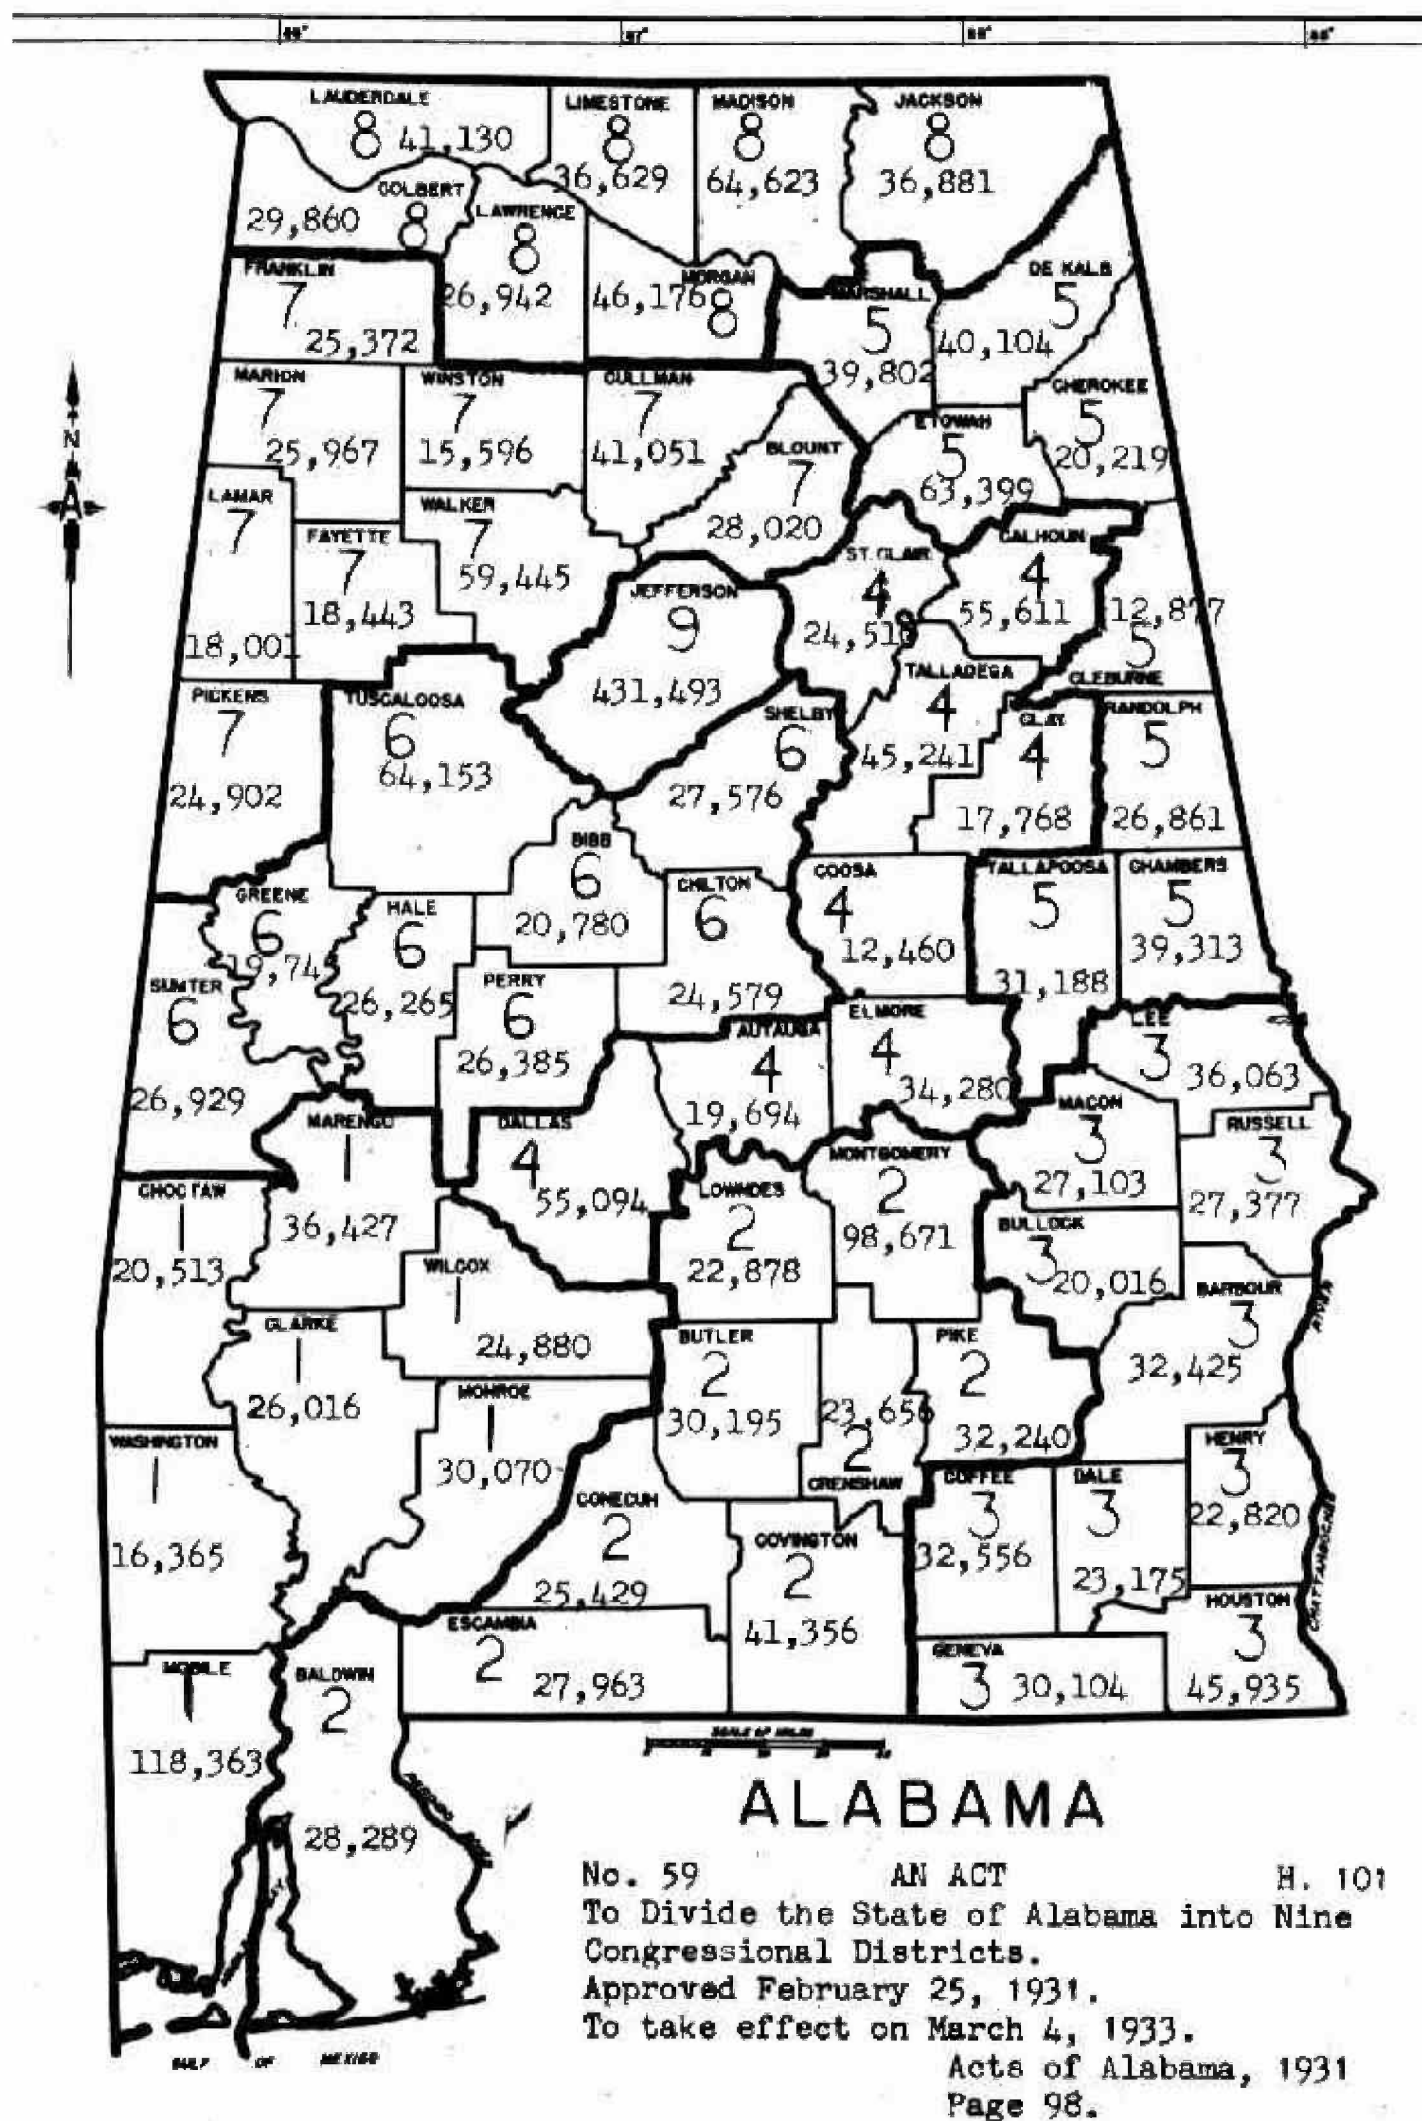 88°
87°
86°
85°
LAUDERDALE
8 41,130
LIMESTONE
8
36,629
MADISON
8
64,623
JACKSON
8
36,881
COLBERT
29,860 8
LAWRENCE
8
26,942
MORGAN
46,176 8
FRANKLIN
7
25,372
MARSHALL
5
39,802
DE KALB
5
40,104
MARION
7
25,967
WINSTON
7
15,596
CULLMAN
7
41,051
BLOUNT
7
28,020
ETOWAH
5
63,399
CHEROKEE
5
20,219
N
A
LAMAR
7
18,001
FAYETTE
7
18,443
WALKER
7
59,445
JEFFERSON
9
431,493
ST. CLAIR
4
CALHOUN
4
55,611
12,877
5
CLEBURNE
PICKENS
7
24,902
TUSCALOOSA
6
64,153
SHELBY
6
27,576
TALLADEGA
4
45,241
CLAY
4
17,768
RANDOLPH
5
26,861
BIBB
6
20,780
GREENE
6
HALE
6
26,265
CHILTON
6
24,579
COOSA
4
12,460
TALLAPOOSA
5
31,188
CHAMBERS
5
39,313
SUMTER
6
26,929
PERRY
6
26,385
AUTAUGA
4
19,694
ELMORE
4
34,280
LEE
3 36,063
MARENGO
1
36,427
DALLAS
4
55,094
LOWNDES
2
22,878
MONTGOMERY
2
98,671
MACON
3
27,103
RUSSELL
3
27,377
CHOCTAW
1
20,513
WILCOX
1
24,880
BULLOCK
3 20,016
BARBOUR
3
32,425
RIVER
CLARKE
1
26,016
MONROE
1
30,070
BUTLER
2
30,195
23,656
2
CRENSHAW
PIKE
2
32,240
WASHINGTON
1
16,365
CONECUH
2
25,429
COVINGTON
2
41,356
COFFEE
3
32,556
DALE
3
23,175
HENRY
3
22,820
CHATTAHOOCHEE
MOBILE
1
118,363
BALDWIN
2
28,289
ESCAMBIA
2 27,963
GENEVA
3 30,104
HOUSTON
3
45,935
SCALE OF MILES
ALABAMA
No. 59 AN ACT H. 101
To Divide the State of Alabama into Nine
Congressional Districts.
Approved February 25, 1931.
To take effect on March 4, 1933.
Acts of Alabama, 1931
Page 98.
GULF OF MEXICO